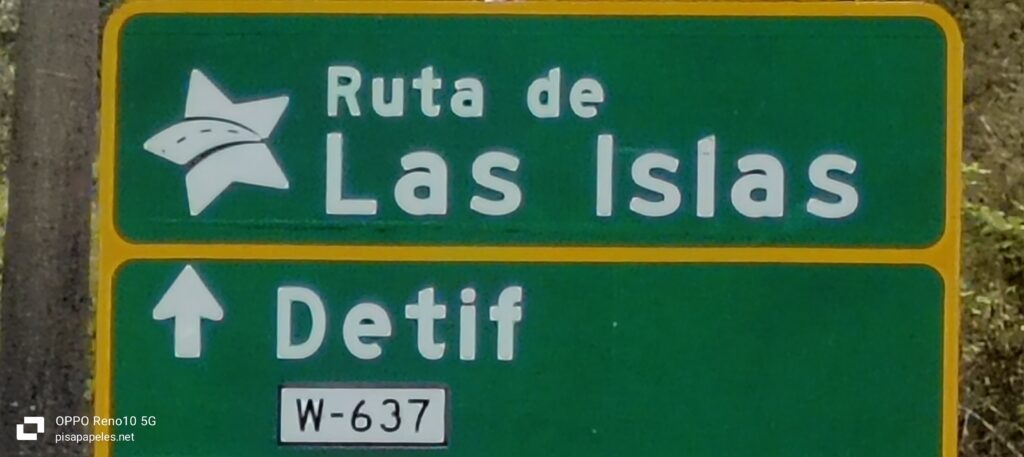 Ruta de
Las Islas
Detif
W-637
OPPO Reno10 5G
pisapapeles.net